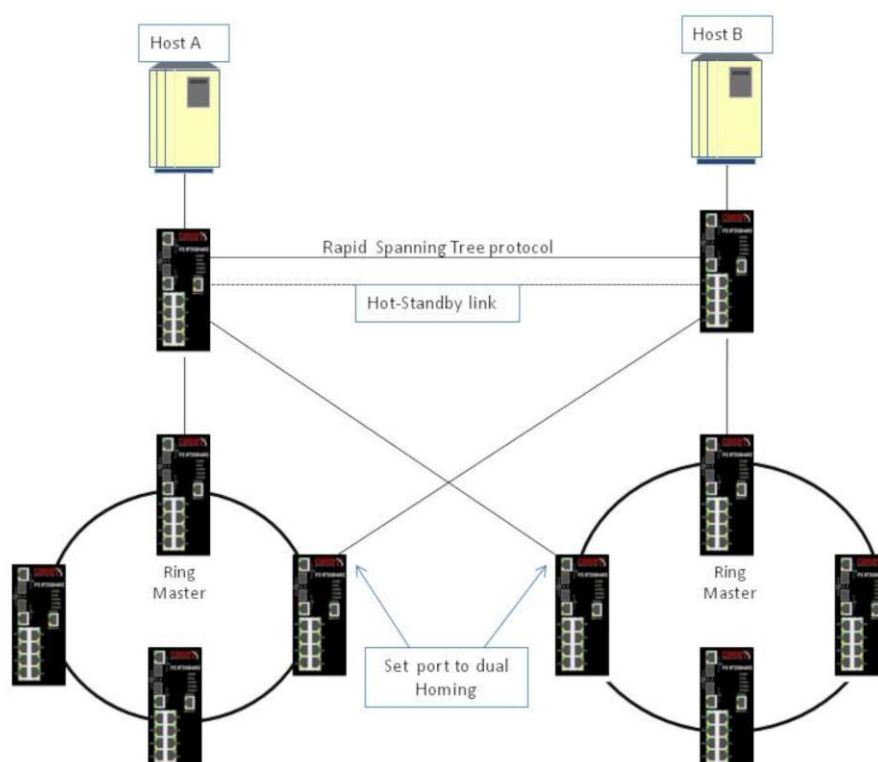 Host A
Host B
Rapid Spanning Tree protocol
Hot-Standby link
Ring
Master
Ring
Master
Set port to dual
Homing